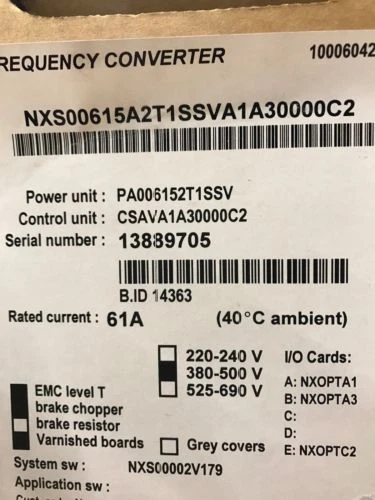 REQUENCY CONVERTER 10006042
NXS00615A2T1SSVA1A30000C2
Power unit : PA006152T1SSV
Control unit : CSAVA1A30000C2
Serial number : 13889705
B.ID 14363
Rated current : 61A (40°C ambient)
220-240 V I/O Cards:
380-500 V A: NXOPTA1
525-690 V B: NXOPTA3
EMC level T C:
brake chopper D:
brake resistor E: NXOPTC2
Varnished boards Grey covers
System sw : NXS00002V179
Application sw :